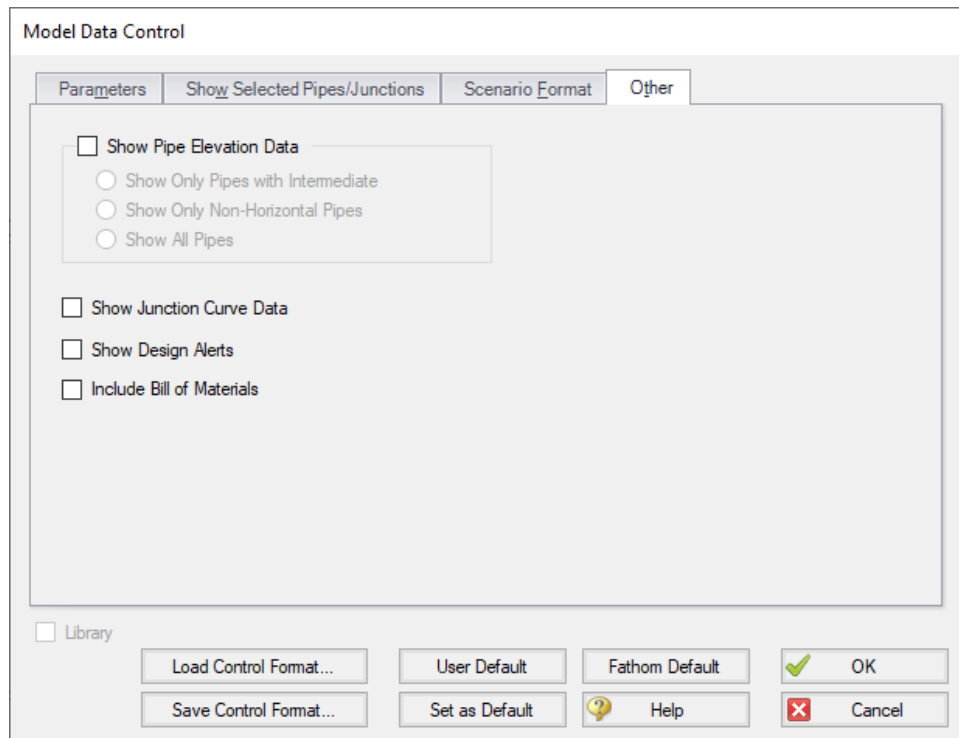 Model Data Control
Parameters Show Selected Pipes/Junctions Scenario Format Other
Show Pipe Elevation Data
Show Only Pipes with Intermediate
Show Only Non-Horizontal Pipes
Show All Pipes
Show Junction Curve Data
Show Design Alerts
Include Bill of Materials
Library
Load Control Format... User Default Fathom Default OK
Save Control Format... Set as Default Help Cancel